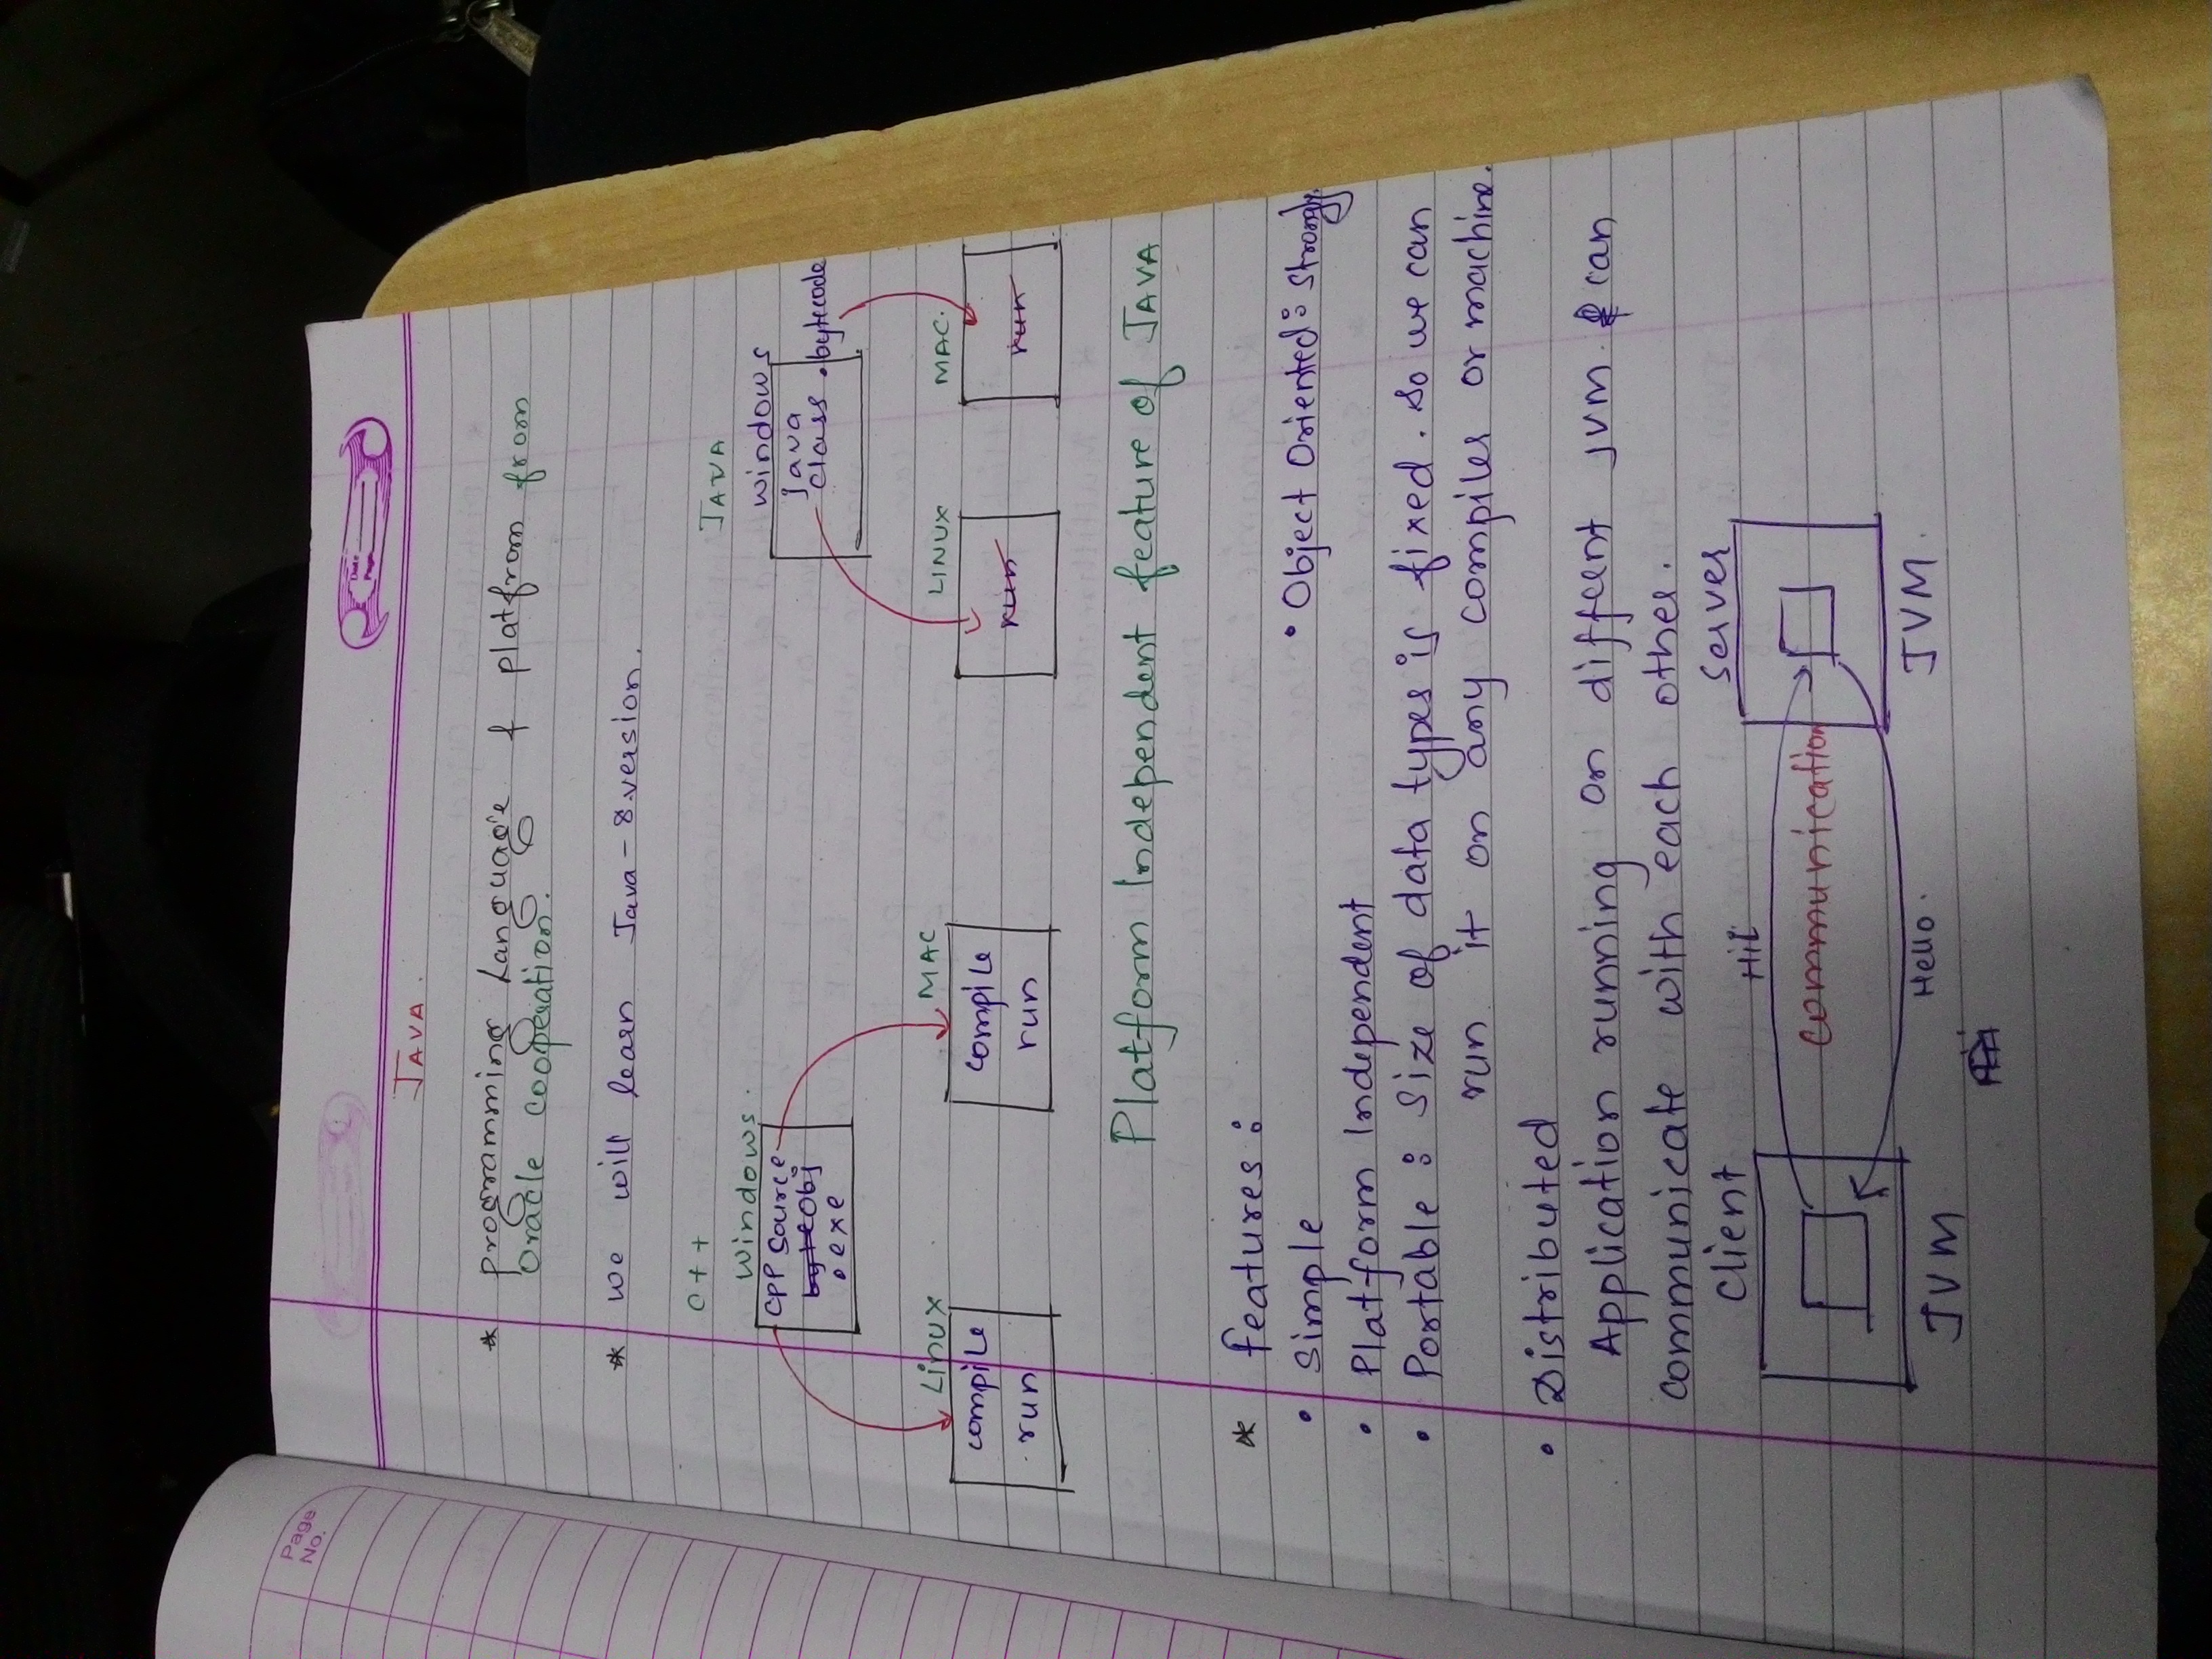 Page
No.
Date
Page
JAVA.
* programming Language & platfrom from
Oracle cooperation.
* we will learn Java-8 version.
C++
Windows.
CPP source
byte obj
.exe
Linux
compile
run
MAC
compile
run
JAVA
windows
java
class .bytecode
LINUX
run
MAC.
run
Platform Independent feature of JAVA
* features :
• Simple
• Object Oriented : Strongly.
• Platform Independent
• Portable : Size of data types is fixed. So we can
run it on any compiler or machine.
• Distributed
Application running on diffeent JVM can
communicate with each other.
Client
Server
Communication
Hello.
JVM
JVM.